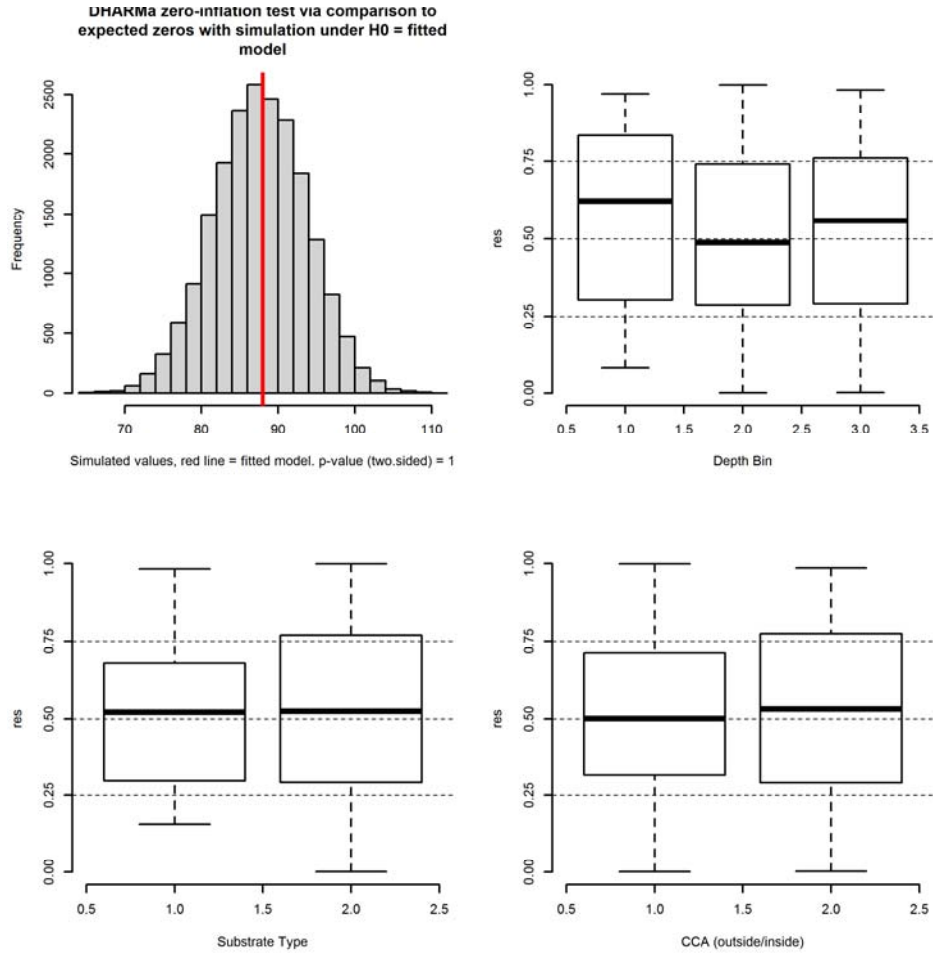 DHARMa zero-inflation test via comparison to
expected zeros with simulation under H0 = fitted
model
Frequency
2500
2000
1500
1000
500
0
70 80 90 100 110
Simulated values, red line = fitted model. p-value (two.sided) = 1
res
1.00
0.75
0.50
0.25
0.00
0.5 1.0 1.5 2.0 2.5 3.0 3.5
Depth Bin
res
1.00
0.75
0.50
0.25
0.00
0.5 1.0 1.5 2.0 2.5
Substrate Type
res
1.00
0.75
0.50
0.25
0.00
0.5 1.0 1.5 2.0 2.5
CCA (outside/inside)